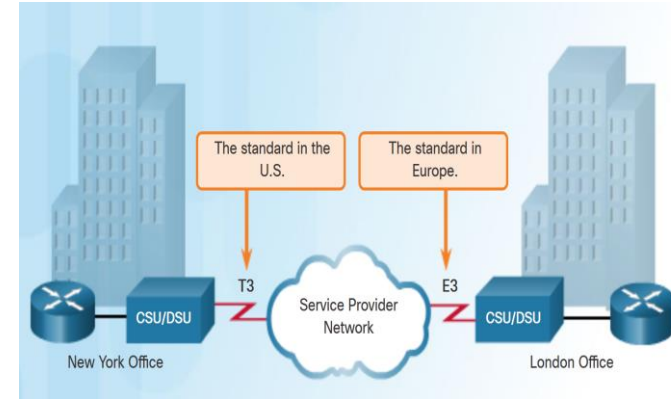 The standard in the
U.S.
The standard in
Europe.
T3
E3
Service Provider
Network
CSU/DSU
CSU/DSU
New York Office
London Office